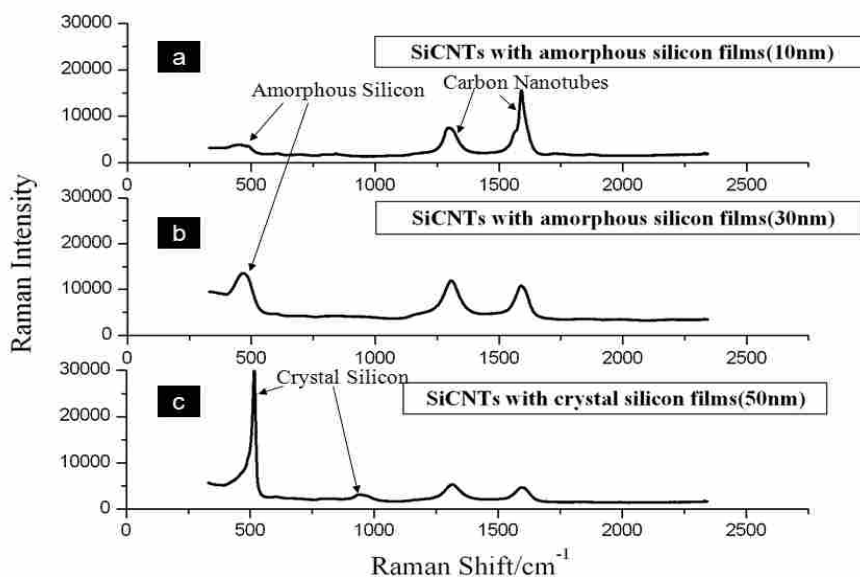 30000
a
SiCNTs with amorphous silicon films(10nm)
20000
Amorphous Silicon
Carbon Nanotubes
10000
0
0 500 1000 1500 2000 2500
30000
b
SiCNTs with amorphous silicon films(30nm)
20000
10000
0
0 500 1000 1500 2000 2500
30000
Crystal Silicon
c
SiCNTs with crystal silicon films(50nm)
20000
10000
0
0 500 1000 1500 2000 2500
Raman Intensity
Raman Shift/cm⁻¹